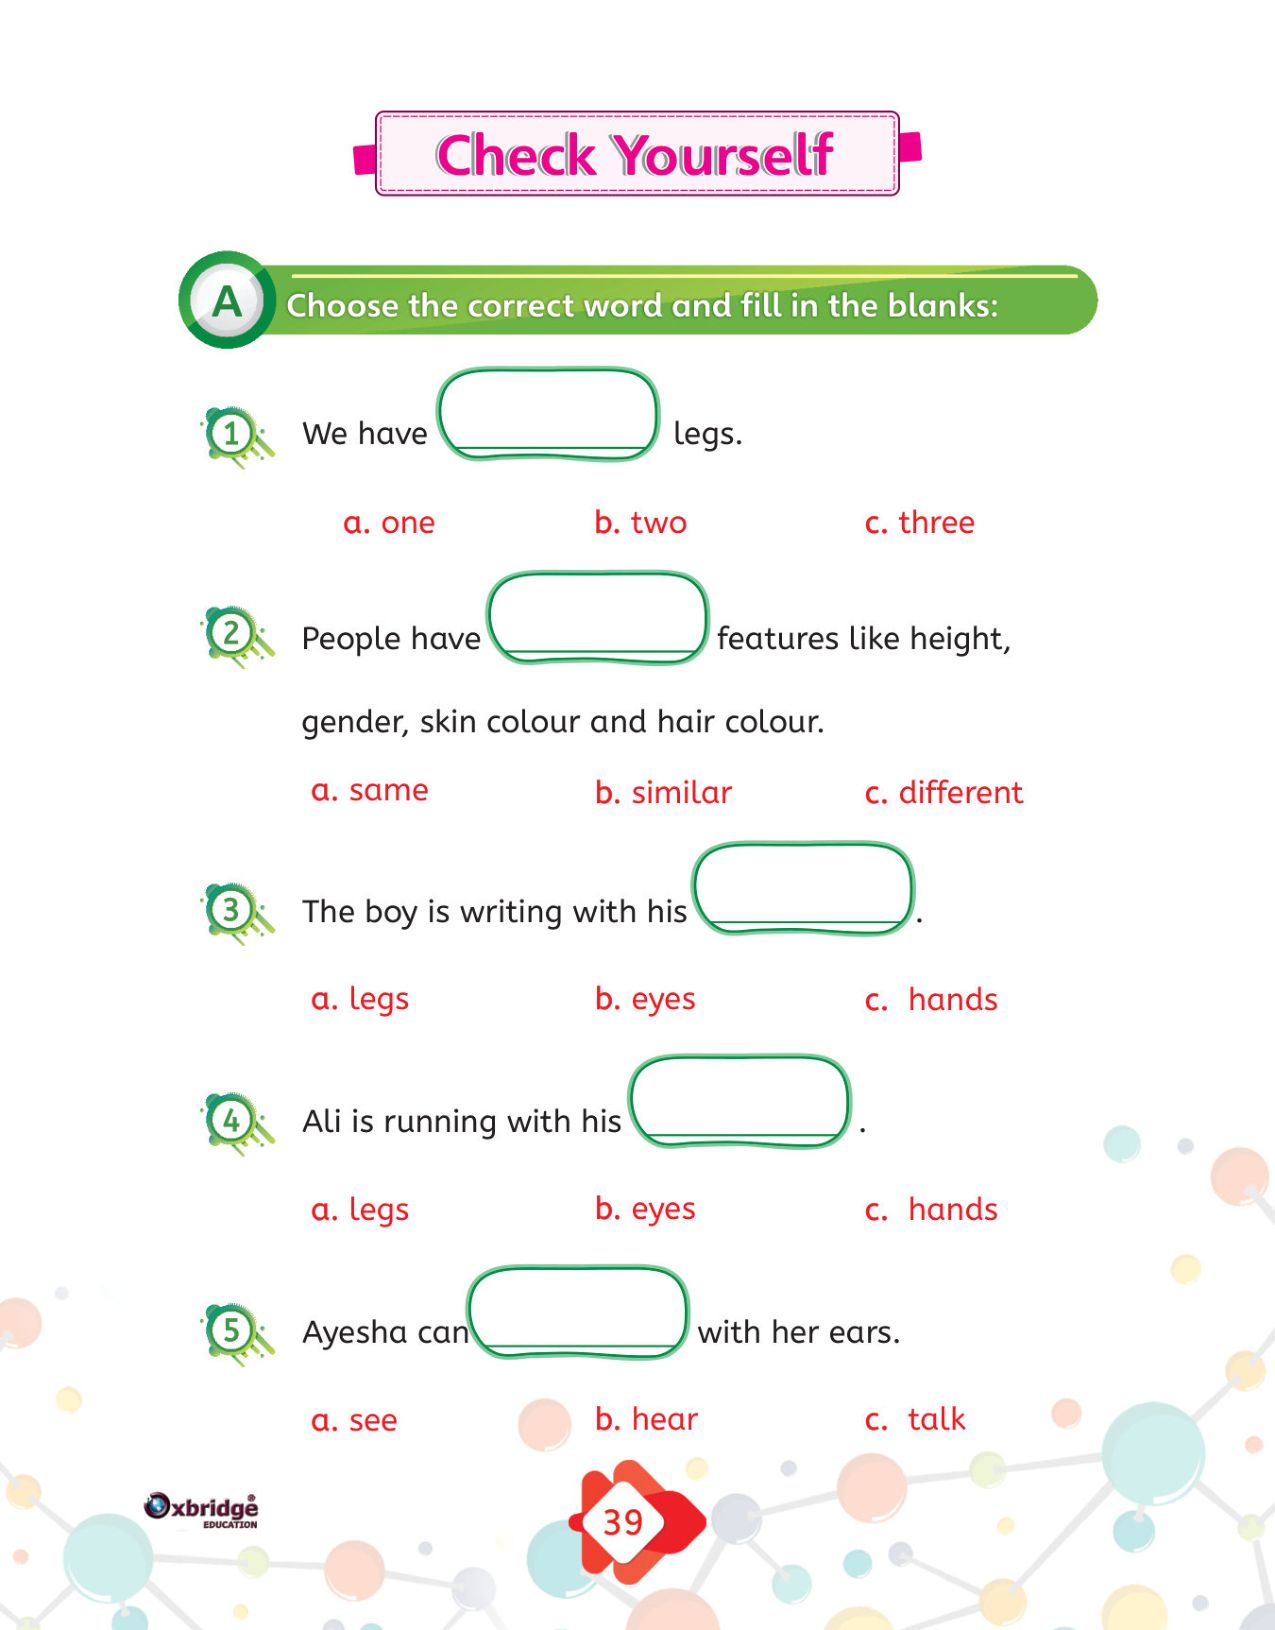 Check Yourself
A Choose the correct word and fill in the blanks:
1 We have legs.
a. one b. two c. three
2 People have features like height,
gender, skin colour and hair colour.
a. same b. similar c. different
3 The boy is writing with his .
a. legs b. eyes c. hands
4 Ali is running with his .
a. legs b. eyes c. hands
5 Ayesha can with her ears.
a. see b. hear c. talk
Oxbridge®
EDUCATION
39